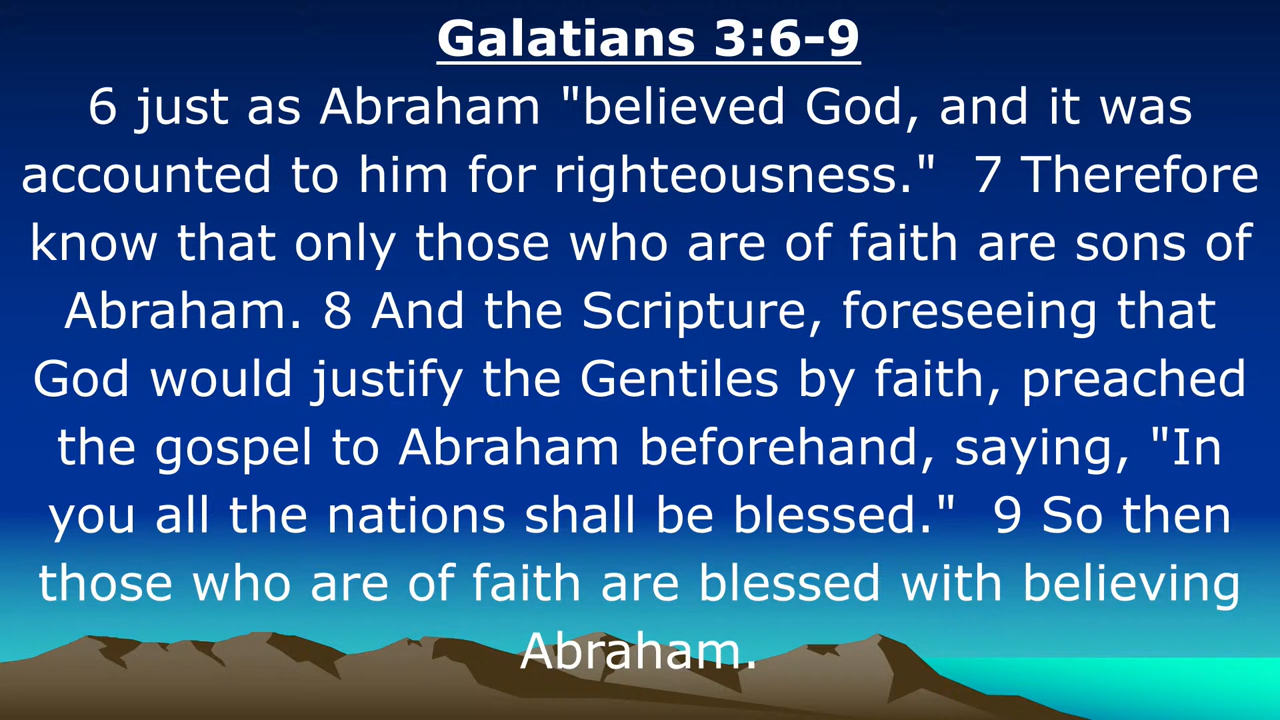 Galatians 3:6-9
6 just as Abraham "believed God, and it was
accounted to him for righteousness."  7 Therefore
know that only those who are of faith are sons of
Abraham. 8 And the Scripture, foreseeing that
God would justify the Gentiles by faith, preached
the gospel to Abraham beforehand, saying, "In
you all the nations shall be blessed."  9 So then
those who are of faith are blessed with believing
Abraham.